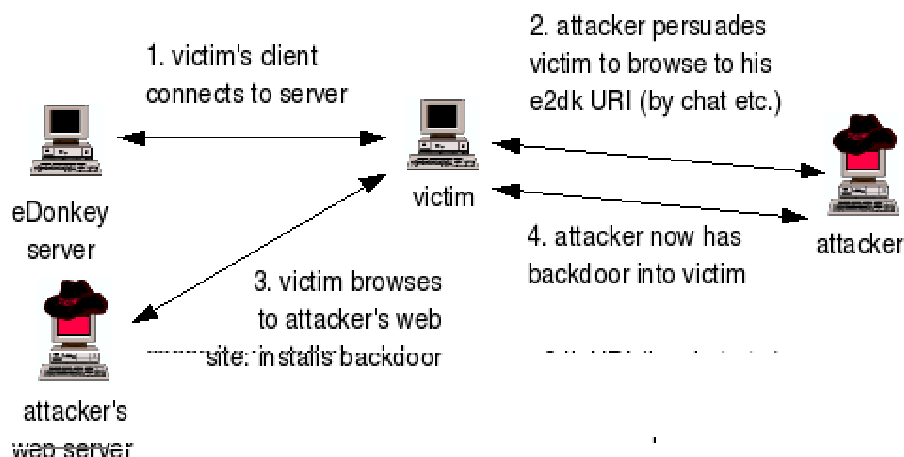 1. victim's client
connects to server
2. attacker persuades
victim to browse to his
e2dk URI (by chat etc.)
eDonkey
server
victim
attacker
4. attacker now has
backdoor into victim
3. victim browses
to attacker's web
site: installs backdoor
attacker's
web server